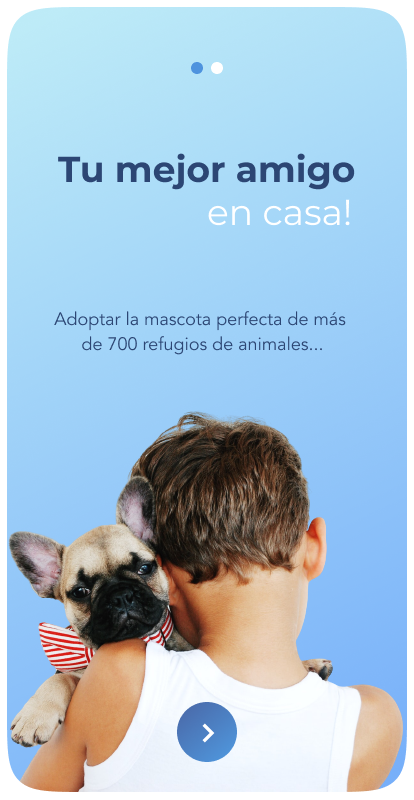 Tu mejor amigo
en casa!
Adoptar la mascota perfecta de más
de 700 refugios de animales...